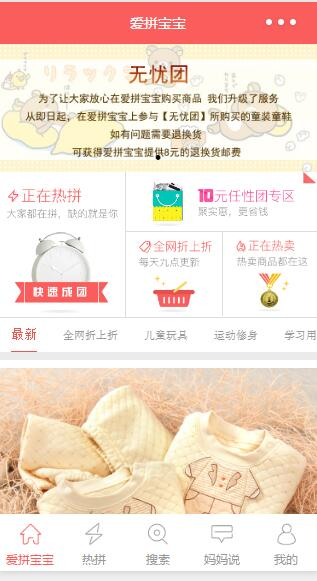 爱拼宝宝
リラックマ
无忧团
为了让大家放心在爱拼宝宝购买商品 我们升级了服务
从即日起，在爱拼宝宝上参与【无忧团】所购买的童装童鞋
如有问题需要退换货
可获得爱拼宝宝提供8元的退换货邮费
正在热拼
大家都在拼，缺的就是你
快速成团
10元任性团专区
聚实惠，更省钱
全网折上折
每天九点更新
正在热卖
热卖商品都在这
最新
全网折上折
儿童玩具
运动修身
学习用
爱拼宝宝
热拼
搜索
妈妈说
我的